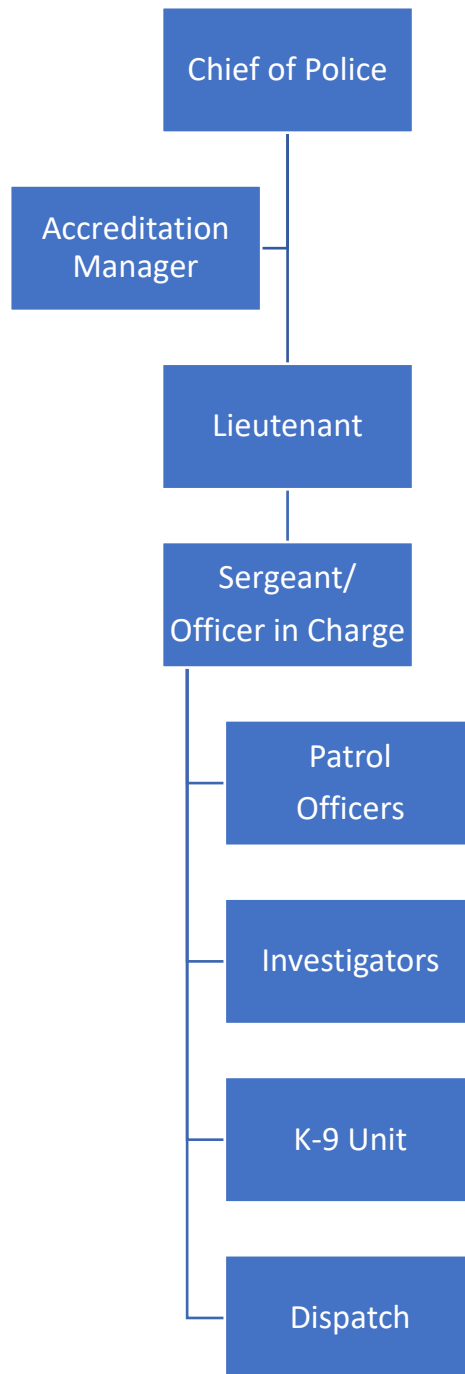 Chief of Police
Accreditation
Manager
Lieutenant
Sergeant/
Officer in Charge
Patrol
Officers
Investigators
K-9 Unit
Dispatch